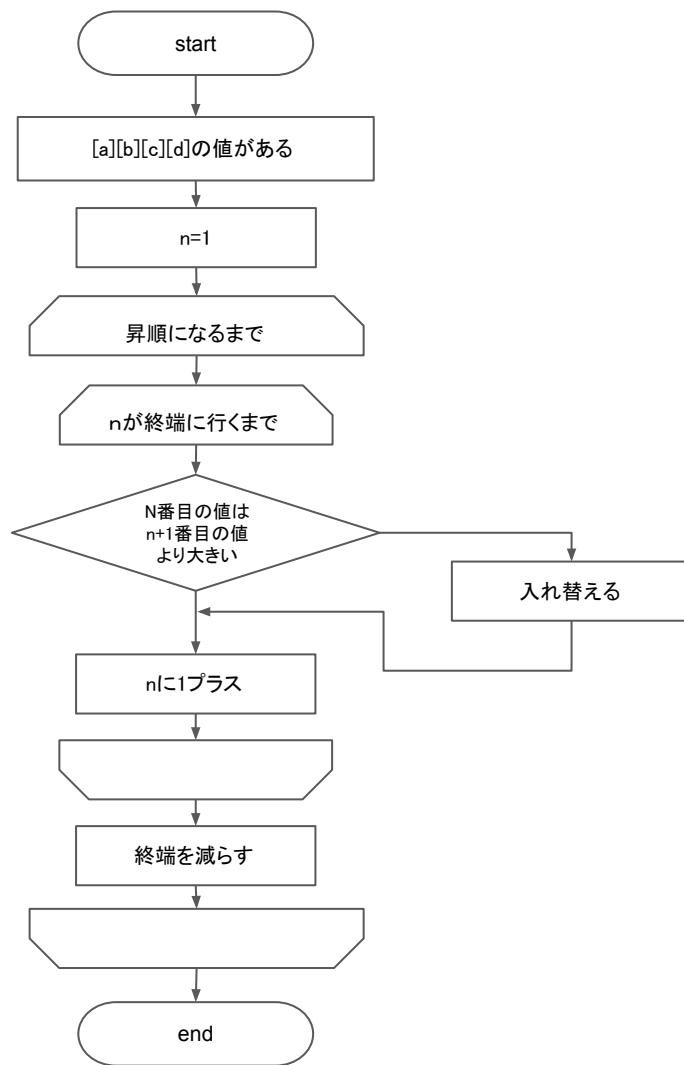 start
[a][b][c][d]の値がある
n=1
昇順になるまで
nが終端に行くまで
N番目の値は
n+1番目の値
より大きい
入れ替える
nに1プラス
終端を減らす
end